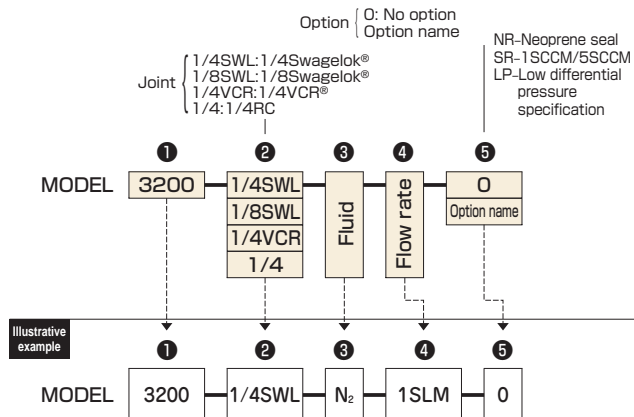 Option { 0: No option
Option name
NR–Neoprene seal
SR–1SCCM/5SCCM
LP–Low differential
pressure
specification
Joint { 1/4SWL:1/4Swagelok®
1/8SWL:1/8Swagelok®
1/4VCR:1/4VCR®
1/4:1/4RC
❶ ❷ ❸ ❹ ❺
MODEL 3200 1/4SWL Fluid Flow rate 0
1/8SWL Option name
1/4VCR
1/4
Illustrative
example
❶ ❷ ❸ ❹ ❺
MODEL 3200 1/4SWL N₂ 1SLM 0